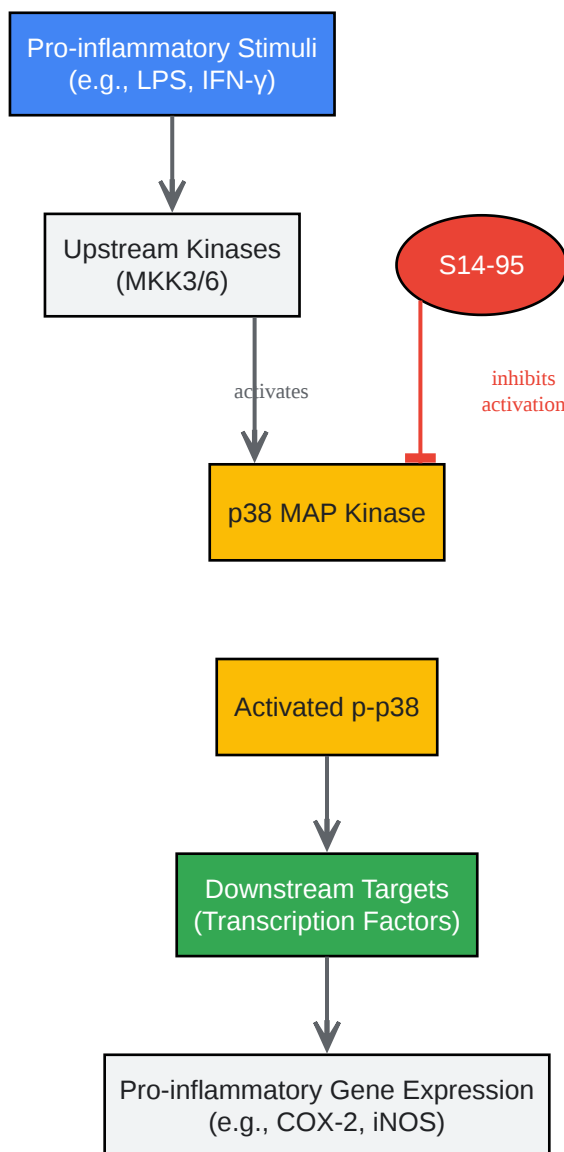 Pro-inflammatory Stimuli
(e.g., LPS, IFN-γ)
Upstream Kinases
(MKK3/6)
S14-95
activates
inhibits
activation
p38 MAP Kinase
Activated p-p38
Downstream Targets
(Transcription Factors)
Pro-inflammatory Gene Expression
(e.g., COX-2, iNOS)